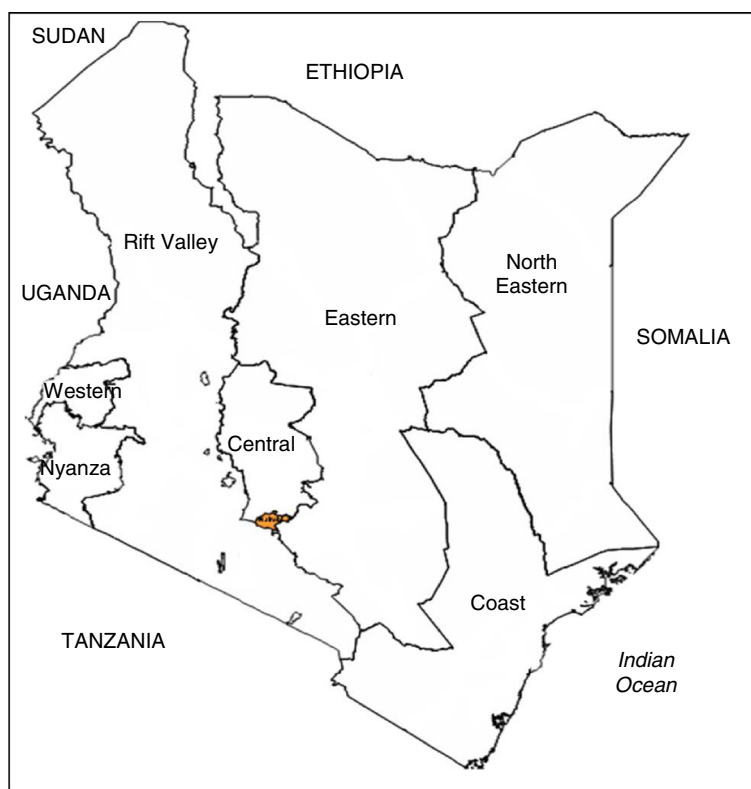 SUDAN
ETHIOPIA
Rift Valley
North
Eastern
UGANDA
Eastern
SOMALIA
Western
Central
Nyanza
Coast
TANZANIA
Indian
Ocean